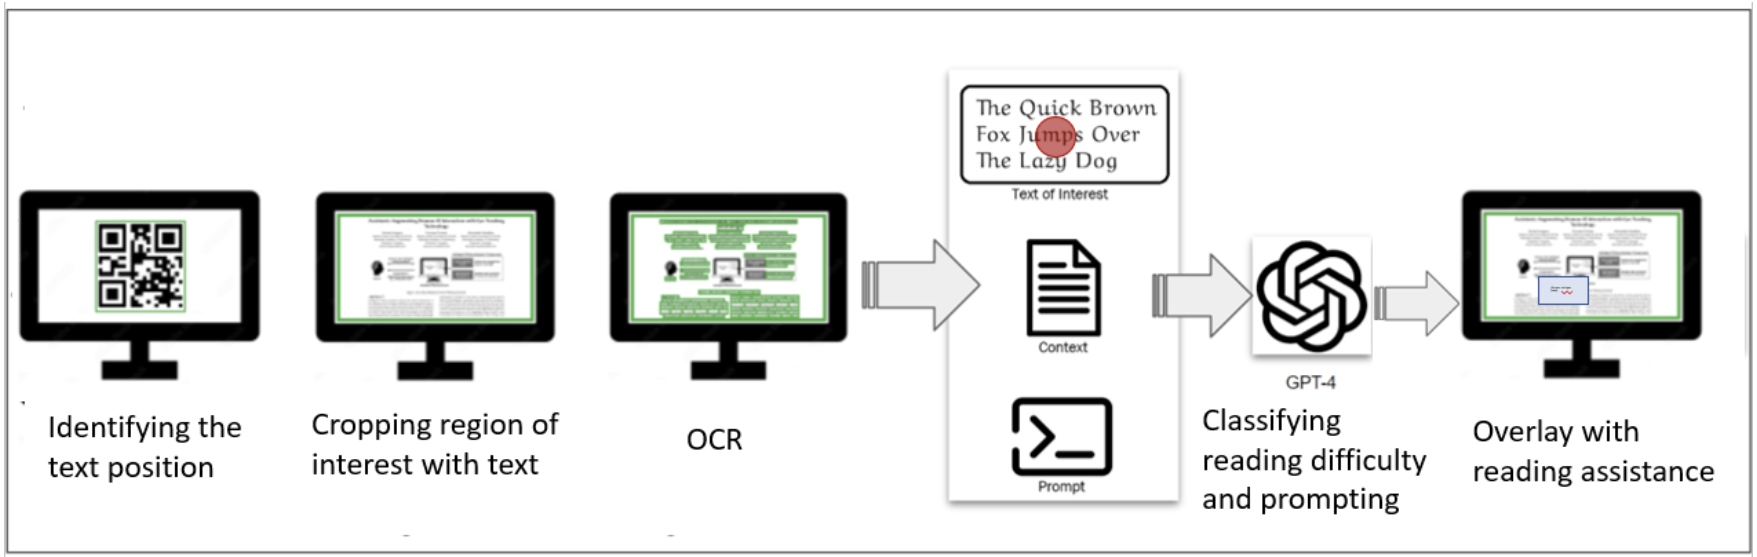 The Quick Brown
Fox Jumps Over
The Lazy Dog
Text of Interest
Context
Prompt
GPT-4
Identifying the
text position
Cropping region of
interest with text
OCR
Classifying
reading difficulty
and prompting
Overlay with
reading assistance